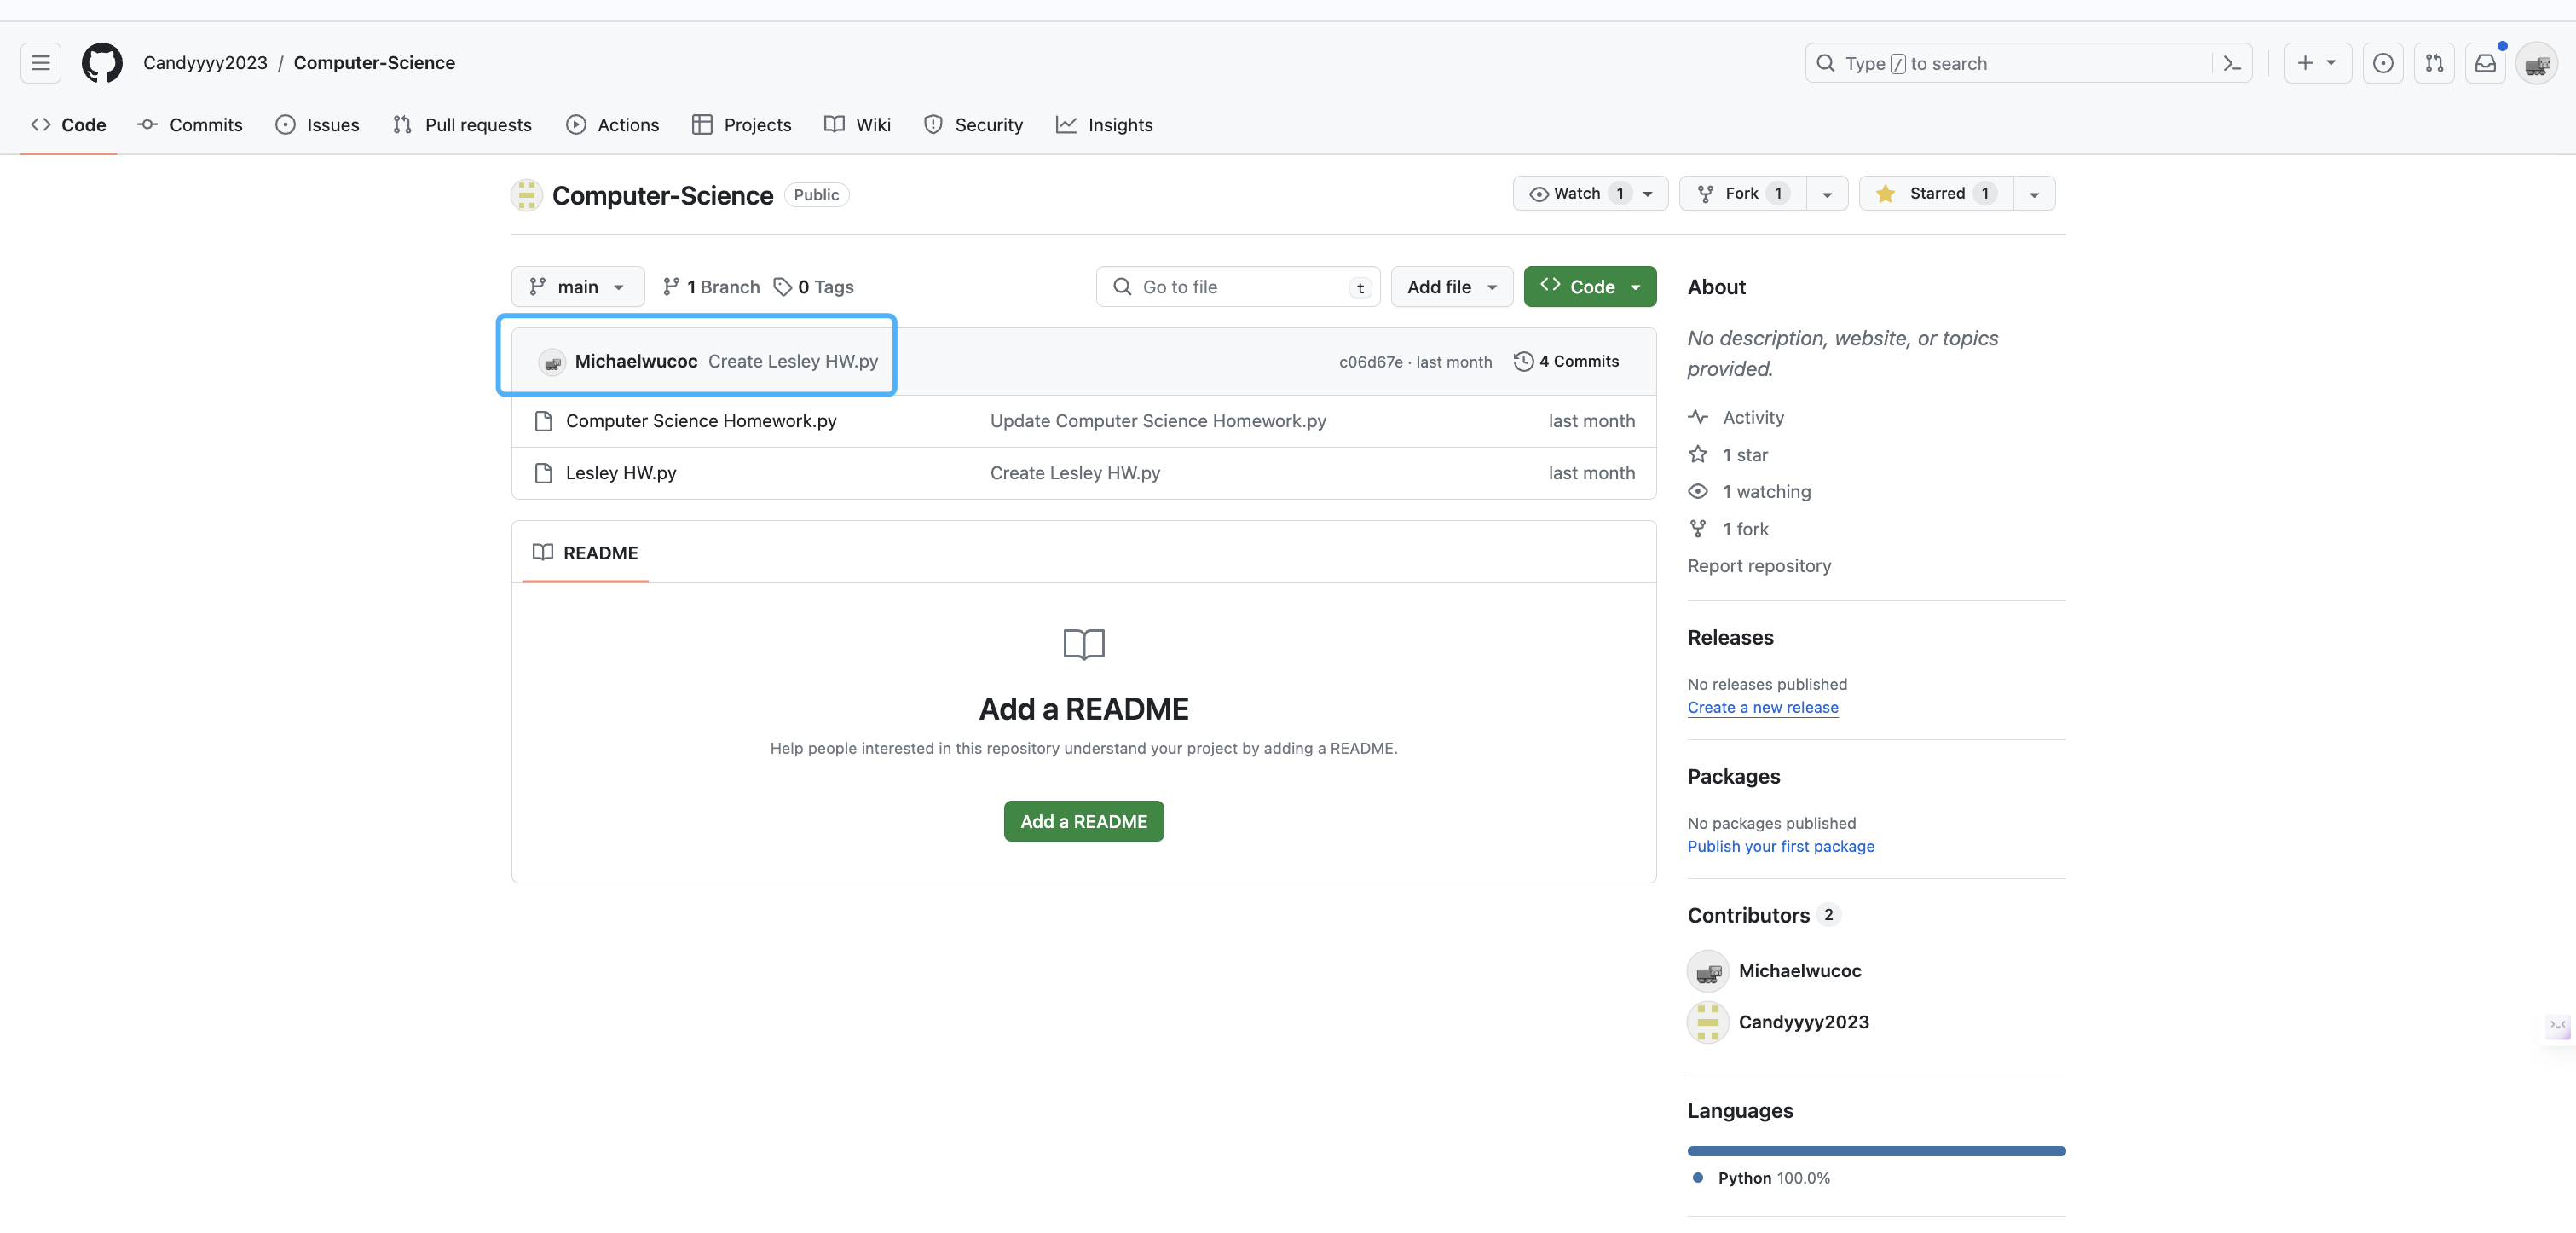 Candyyyy2023 / Computer-Science
Type / to search
Code Commits Issues Pull requests Actions Projects Wiki Security Insights
Computer-Science Public
Watch 1 Fork 1 Starred 1
main 1 Branch 0 Tags Go to file t Add file Code
Michaelwucoc Create Lesley HW.py c06d67e · last month 4 Commits
Computer Science Homework.py Update Computer Science Homework.py last month
Lesley HW.py Create Lesley HW.py last month
README
Add a README
Help people interested in this repository understand your project by adding a README.
Add a README
About
No description, website, or topics
provided.
Activity
1 star
1 watching
1 fork
Report repository
Releases
No releases published
Create a new release
Packages
No packages published
Publish your first package
Contributors 2
Michaelwucoc
Candyyyy2023
Languages
Python 100.0%